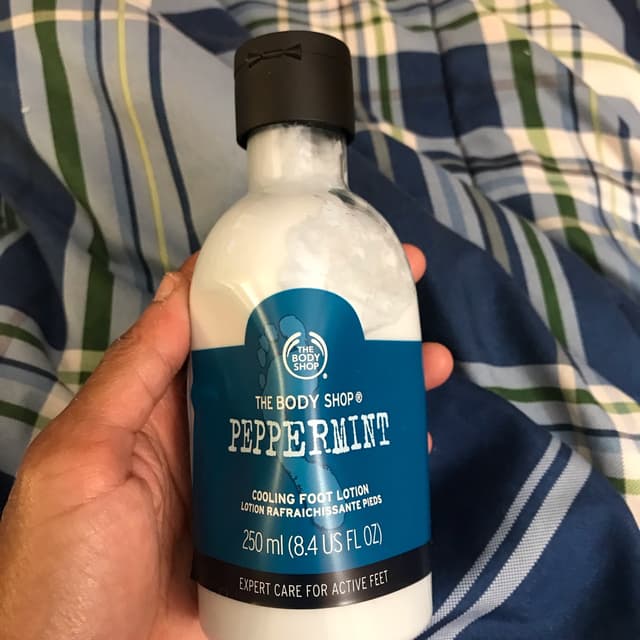 THE
BODY
SHOP
THE BODY SHOP®
PEPPERMINT
COOLING FOOT LOTION
LOTION RAFRAICHISSANTE PIEDS
250 ml (8.4 US FL OZ)
EXPERT CARE FOR ACTIVE FEET